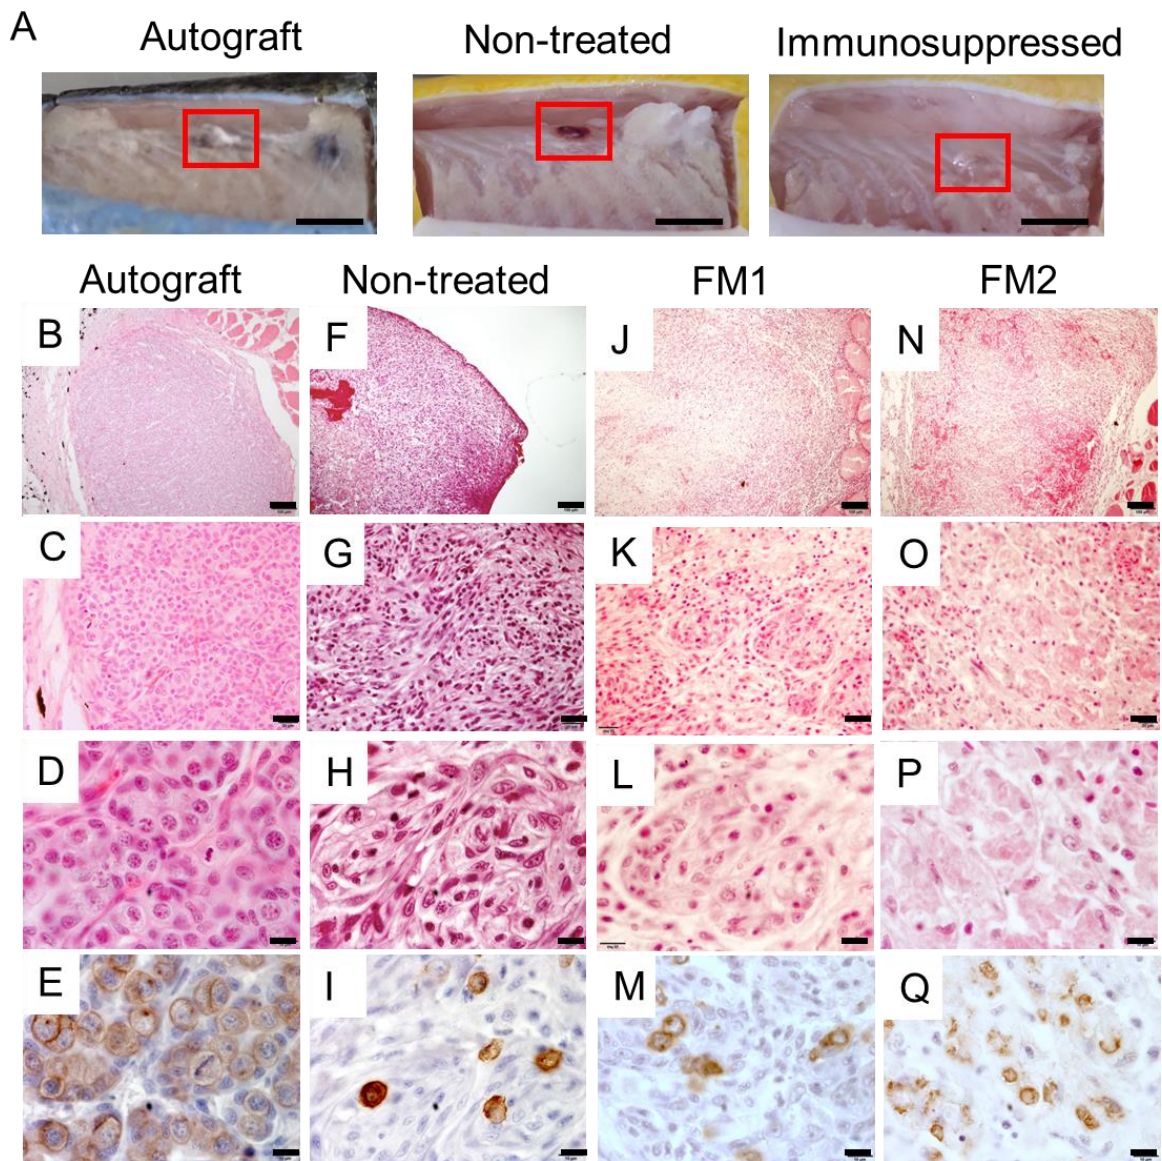 A
Autograft Non-treated Immunosuppressed
Autograft Non-treated FM1 FM2
B F J N
C G K O
D H L P
E I M Q